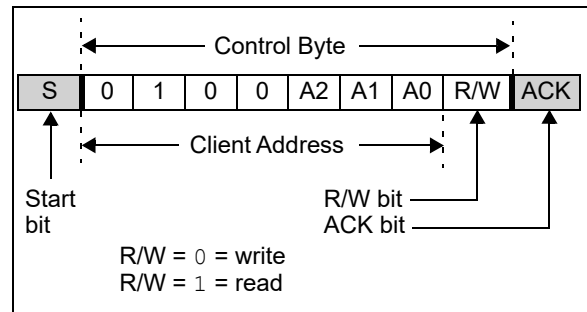 Control Byte
S 0 1 0 0 A2 A1 A0 R/W ACK
Client Address
Start
bit
R/W bit
ACK bit
R/W = 0 = write
R/W = 1 = read